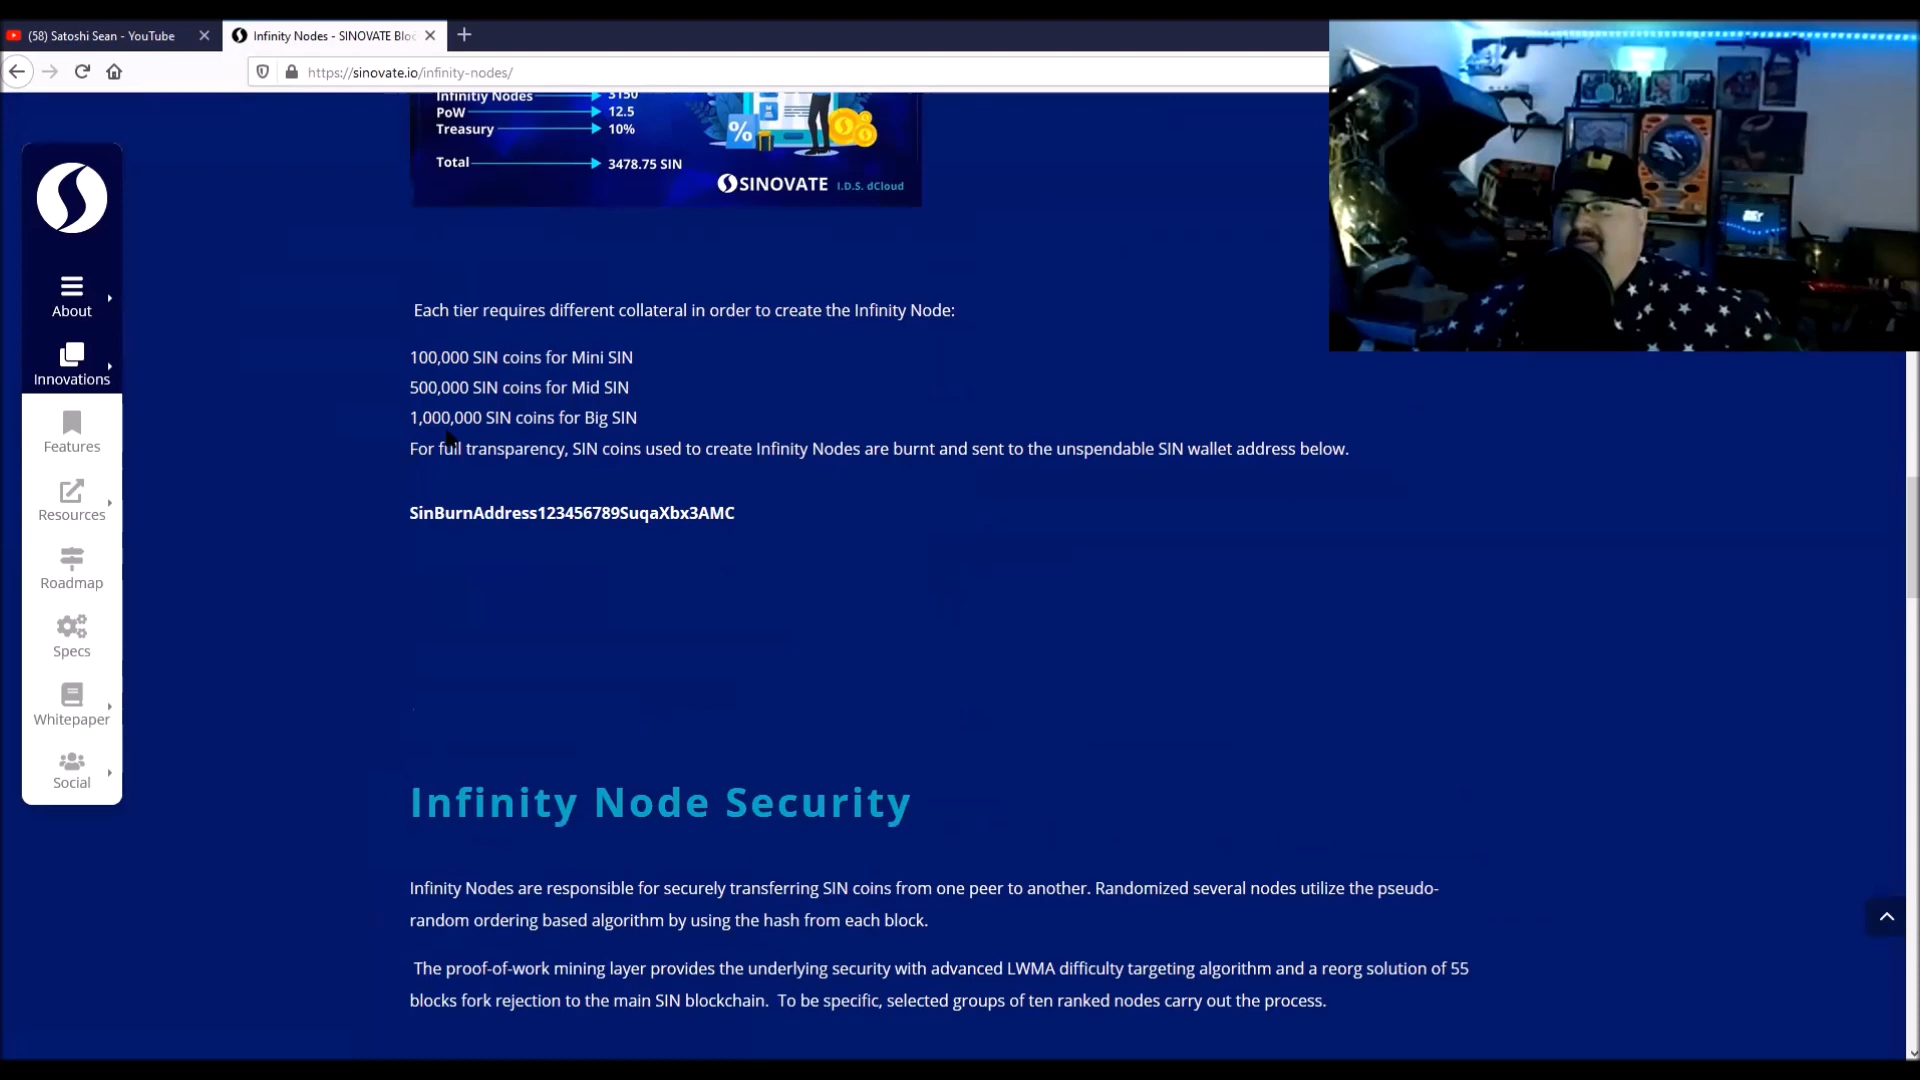 (58) Satoshi Sean - YouTube
Infinity Nodes - SINOVATE Bloc
https://sinovate.io/infinity-nodes/
Infinitiy Nodes 3150
PoW 12.5
Treasury 10%
Total 3478.75 SIN
%
SINOVATE I.D.S. dCloud
About
Innovations
Features
Resources
Roadmap
Specs
Whitepaper
Social
Each tier requires different collateral in order to create the Infinity Node:
100,000 SIN coins for Mini SIN
500,000 SIN coins for Mid SIN
1,000,000 SIN coins for Big SIN
For full transparency, SIN coins used to create Infinity Nodes are burnt and sent to the unspendable SIN wallet address below.
SinBurnAddress123456789SuqaXbx3AMC
Infinity Node Security
Infinity Nodes are responsible for securely transferring SIN coins from one peer to another. Randomized several nodes utilize the pseudo-
random ordering based algorithm by using the hash from each block.
The proof-of-work mining layer provides the underlying security with advanced LWMA difficulty targeting algorithm and a reorg solution of 55
blocks fork rejection to the main SIN blockchain.  To be specific, selected groups of ten ranked nodes carry out the process.